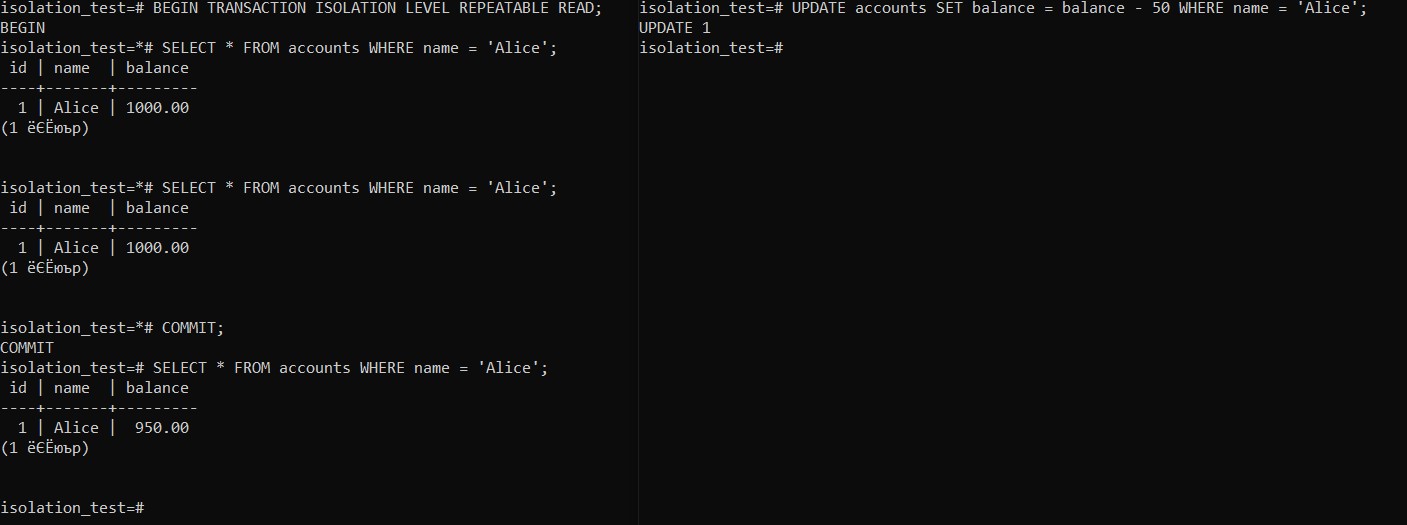 isolation_test=# BEGIN TRANSACTION ISOLATION LEVEL REPEATABLE READ;
BEGIN
isolation_test=*# SELECT * FROM accounts WHERE name = 'Alice';
 id | name  | balance
----+-------+---------
  1 | Alice | 1000.00
(1 ёЄЁюър)
isolation_test=*# SELECT * FROM accounts WHERE name = 'Alice';
 id | name  | balance
----+-------+---------
  1 | Alice | 1000.00
(1 ёЄЁюър)
isolation_test=*# COMMIT;
COMMIT
isolation_test=# SELECT * FROM accounts WHERE name = 'Alice';
 id | name  | balance
----+-------+---------
  1 | Alice |  950.00
(1 ёЄЁюър)
isolation_test=#
isolation_test=# UPDATE accounts SET balance = balance - 50 WHERE name = 'Alice';
UPDATE 1
isolation_test=#